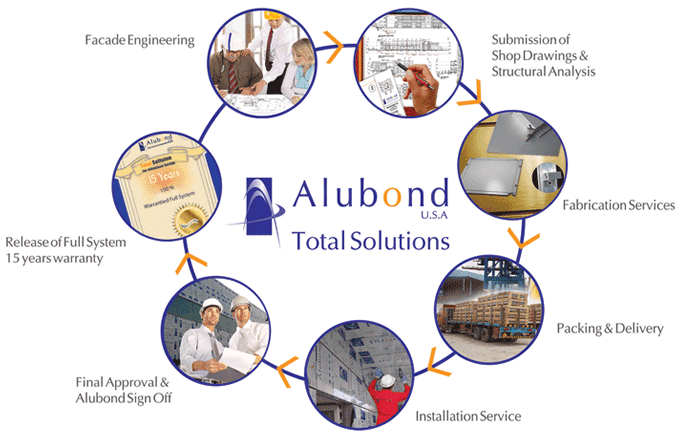 Facade Engineering
Submission of
Shop Drawings &
Structural Analysis
Fabrication Services
Packing & Delivery
Installation Service
Final Approval &
Alubond Sign Off
Release of Full System
15 years warranty
Alubond
U.S.A
Total Solutions
Alubond
Total Solution
15 Years
100%
Warrantied Full System